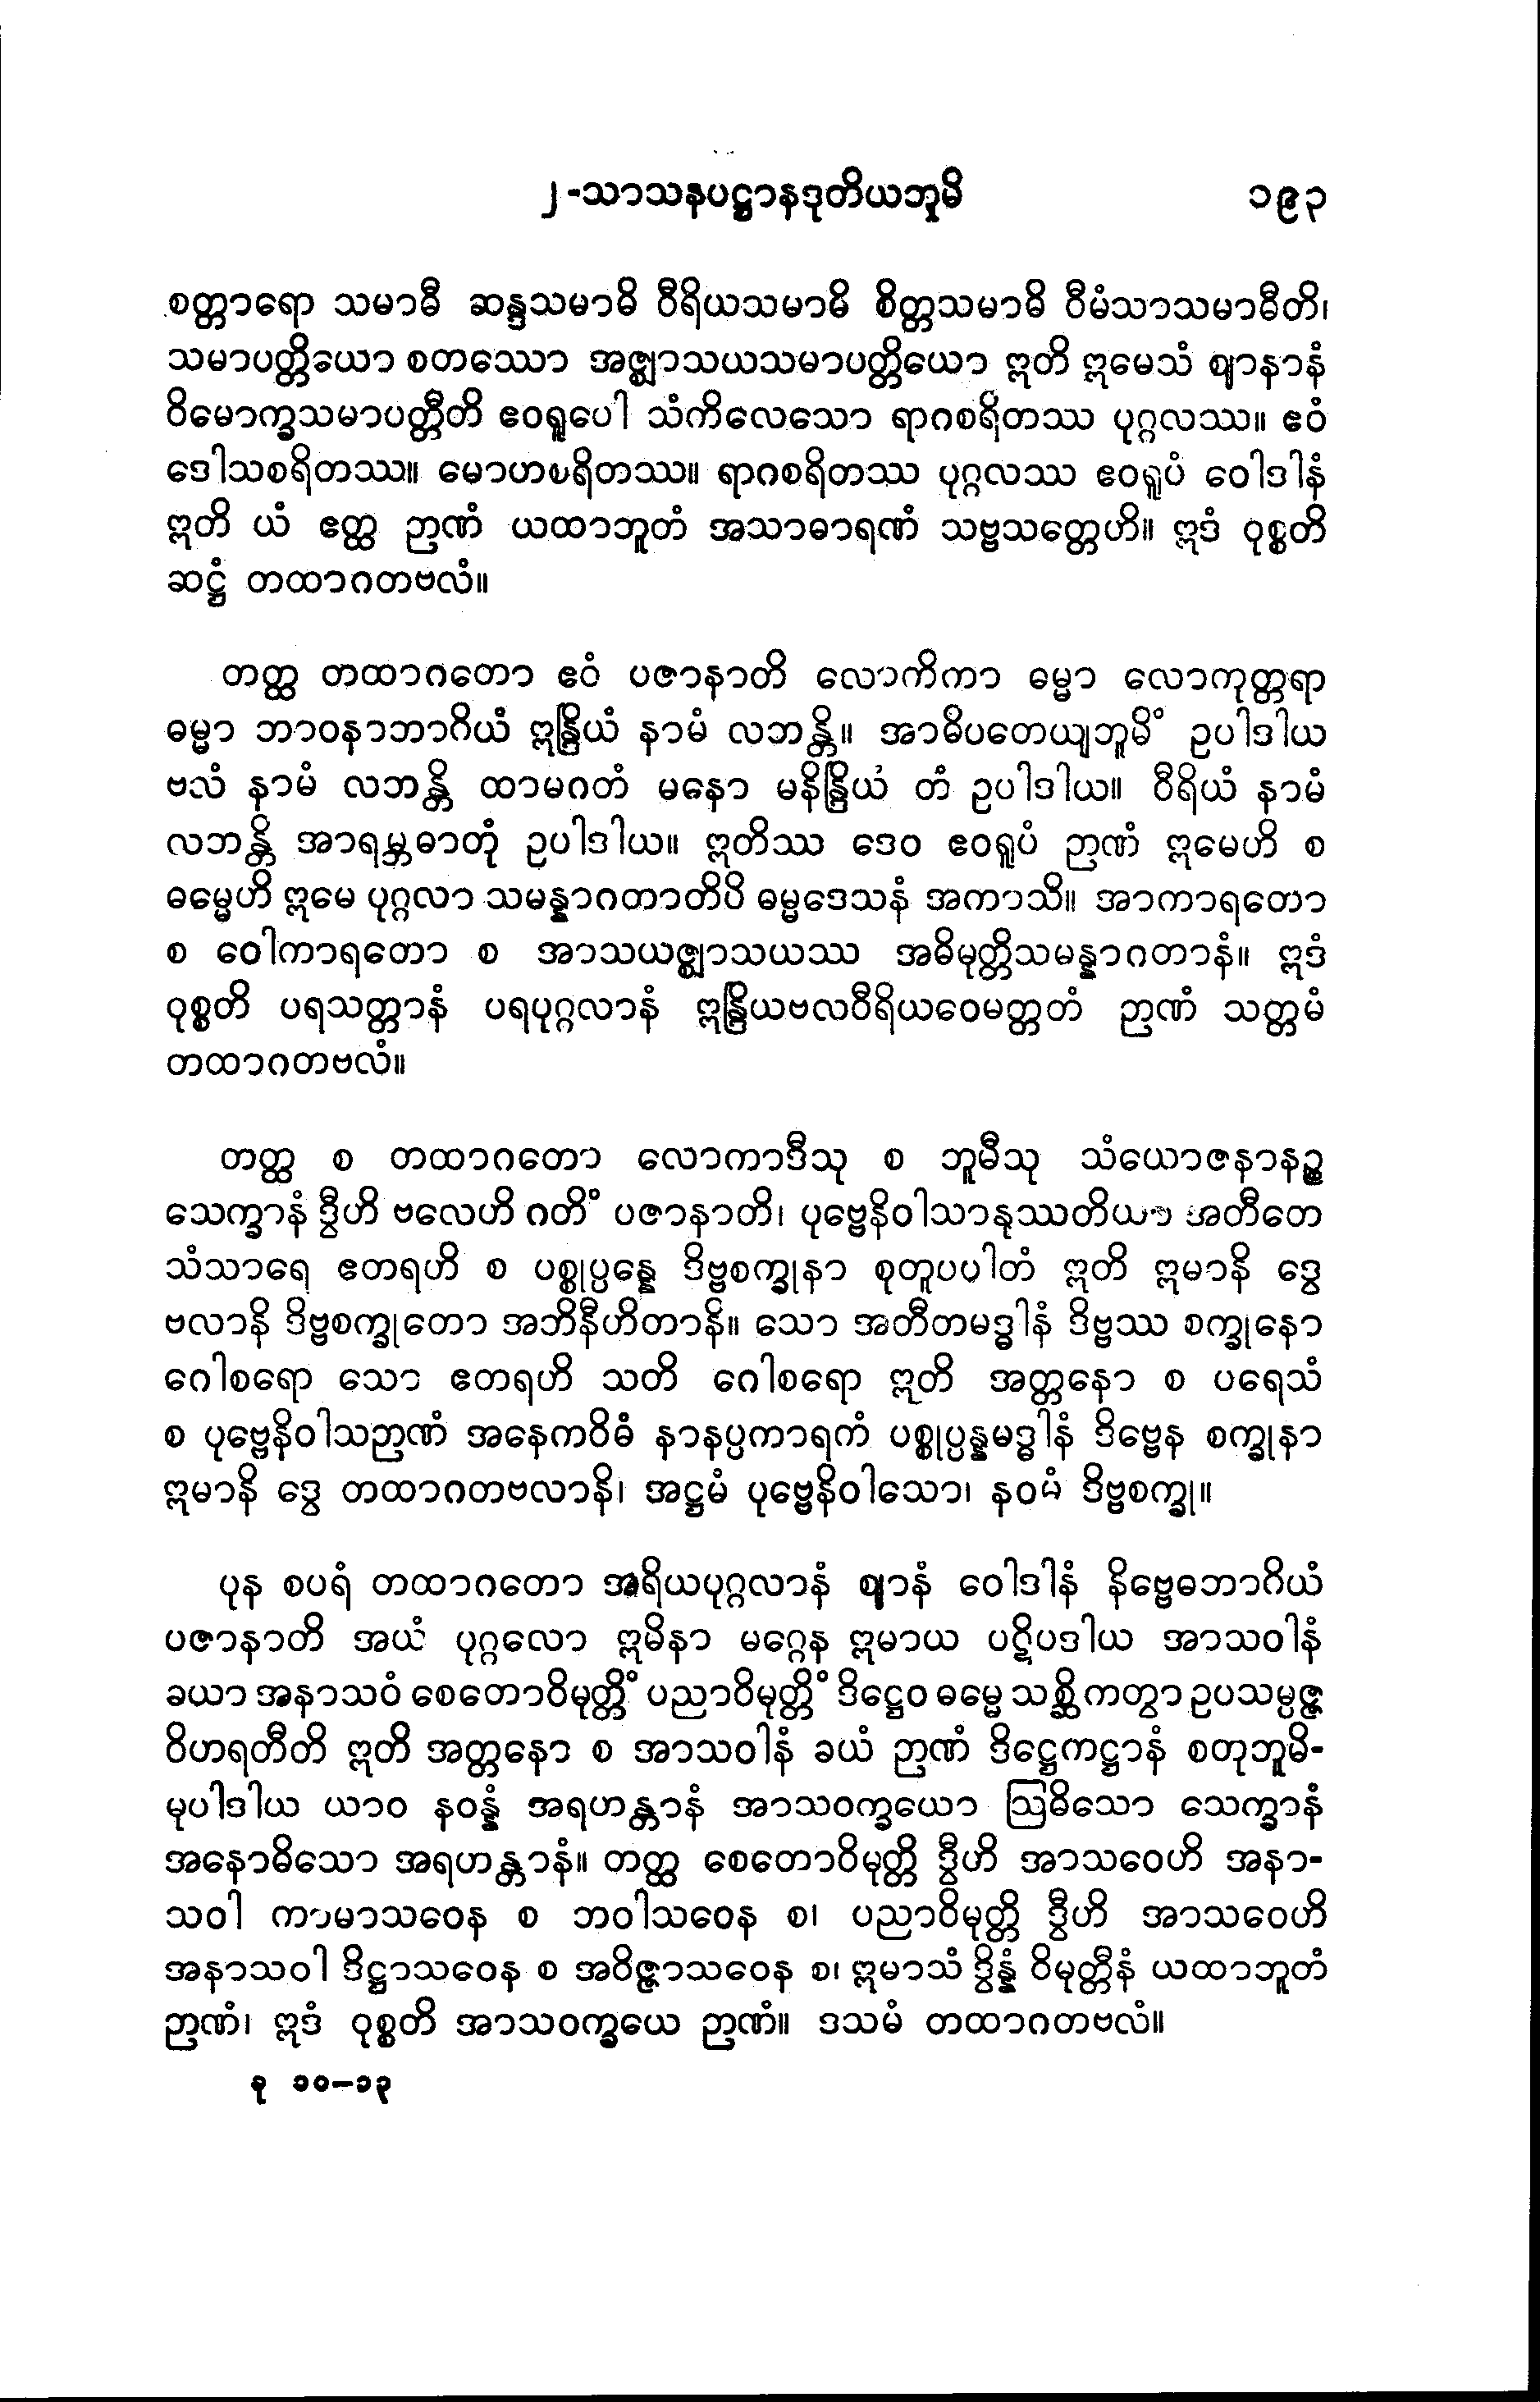 ၂-သာသနပဋ္ဌာနဒုတိယဘူမိ ၁၉၃
စတ္တာရော သမာဓီ ဆန္ဒသမာဓိ ဝီရိယသမာဓိ စိတ္တသမာဓိ ဝီမံသာသမာဓီတိ၊
သမာပတ္တိယော စတဿော အဇ္ဈာသယသမာပတ္တိယော ဣတိ ဣမေသံ ဈာနာနံ
ဝိမောက္ခသမာပတ္တီတိ ဧဝရူပေါ သံကိလေသော ရာဂစရိတဿ ပုဂ္ဂလဿ။ ဧဝံ
ဒေါသစရိတဿ။ မောဟစရိတဿ။ ရာဂစရိတဿ ပုဂ္ဂလဿ ဧဝရူပံ ဝေါဒါနံ
ဣတိ ယံ ဧတ္ထ ဉာဏံ ယထာဘူတံ အသာဓာရဏံ သဗ္ဗသတ္တေဟိ။ ဣဒံ ဝုစ္စတိ
ဆဋ္ဌံ တထာဂတဗလံ။
တတ္ထ တထာဂတော ဧဝံ ပဇာနာတိ လောကိကာ ဓမ္မာ လောကုတ္တရာ
ဓမ္မာ ဘာဝနာဘာဂိယံ ဣန္ဒြိယံ နာမံ လဘန္တိ။ အာဓိပတေယျဘူမိံ ဥပါဒါယ
ဗလံ နာမံ လဘန္တိ ထာမဂတံ မနော မနိန္ဒြိယံ တံ ဥပါဒါယ။ ဝီရိယံ နာမံ
လဘန္တိ အာရမ္ဘဓာတုံ ဥပါဒါယ။ ဣတိဿ ဒေဝ ဧဝရူပံ ဉာဏံ ဣမေဟိ စ
ဓမ္မေဟိ ဣမေ ပုဂ္ဂလာ သမန္နာဂတာတိပိ ဓမ္မဒေသနံ အကာသိ။ အာကာရတော
စ ဝေါကာရတော စ အာသယဇ္ဈာသယဿ အဓိမုတ္တိသမန္နာဂတာနံ။ ဣဒံ
ဝုစ္စတိ ပရသတ္တာနံ ပရပုဂ္ဂလာနံ ဣန္ဒြိယဗလဝီရိယဝေမတ္တတံ ဉာဏံ သတ္တမံ
တထာဂတဗလံ။
တတ္ထ စ တထာဂတော လောကာဒီသု စ ဘူမီသု သံယောဇနာနဉ္စ
သေက္ခာနံ ဒွီဟိ ဗလေဟိ ဂတိံ ပဇာနာတိ၊ ပုဗ္ဗေနိဝါသာနုဿတိယာ အတီတေ
သံသာရေ ဧတရဟိ စ ပစ္စုပ္ပန္နေ ဒိဗ္ဗစက္ခုနာ စုတူပပါတံ ဣတိ ဣမာနိ ဒွေ
ဗလာနိ ဒိဗ္ဗစက္ခုတော အဘိနီဟိတာနိ။ သော အတီတမဒ္ဓါနံ ဒိဗ္ဗဿ စက္ခုနော
ဂေါစရော သော ဧတရဟိ သတိ ဂေါစရော ဣတိ အတ္တနော စ ပရေသံ
စ ပုဗ္ဗေနိဝါသဉာဏံ အနေကဝိဓံ နာနပ္ပကာရကံ ပစ္စုပ္ပန္နမဒ္ဓါနံ ဒိဗ္ဗေန စက္ခုနာ
ဣမာနိ ဒွေ တထာဂတဗလာနိ၊ အဋ္ဌမံ ပုဗ္ဗေနိဝါသော၊ နဝမံ ဒိဗ္ဗစက္ခု။
ပုန စပရံ တထာဂတော အရိယပုဂ္ဂလာနံ ဈာနံ ဝေါဒါနံ နိဗ္ဗေဓဘာဂိယံ
ပဇာနာတိ အယံ ပုဂ္ဂလော ဣမိနာ မဂ္ဂေန ဣမာယ ပဋိပဒါယ အာသဝါနံ
ခယာ အနာသဝံ စေတောဝိမုတ္တိံ ပညာဝိမုတ္တိံ ဒိဋ္ဌေဝ ဓမ္မေ သစ္ဆိကတွာ ဥပသမ္ပဇ္ဇ
ဝိဟရတီတိ ဣတိ အတ္တနော စ အာသဝါနံ ခယံ ဉာဏံ ဒိဋ္ဌေကဋ္ဌာနံ စတုဘူမိ-
မုပါဒါယ ယာဝ နဝန္နံ အရဟန္တာနံ အာသဝက္ခယော ဩဓိသော သေက္ခာနံ
အနောဓိသော အရဟန္တာနံ။ တတ္ထ စေတောဝိမုတ္တိ ဒွီဟိ အာသဝေဟိ အနာ-
သဝါ ကာမာသဝေန စ ဘဝါသဝေန စ၊ ပညာဝိမုတ္တိ ဒွီဟိ အာသဝေဟိ
အနာသဝါ ဒိဋ္ဌာသဝေန စ အဝိဇ္ဇာသဝေန စ၊ ဣမာသံ ဒွိန္နံ ဝိမုတ္တီနံ ယထာဘူတံ
ဉာဏံ၊ ဣဒံ ဝုစ္စတိ အာသဝက္ခယေ ဉာဏံ။ ဒသမံ တထာဂတဗလံ။
နု ၁၀–၁၃